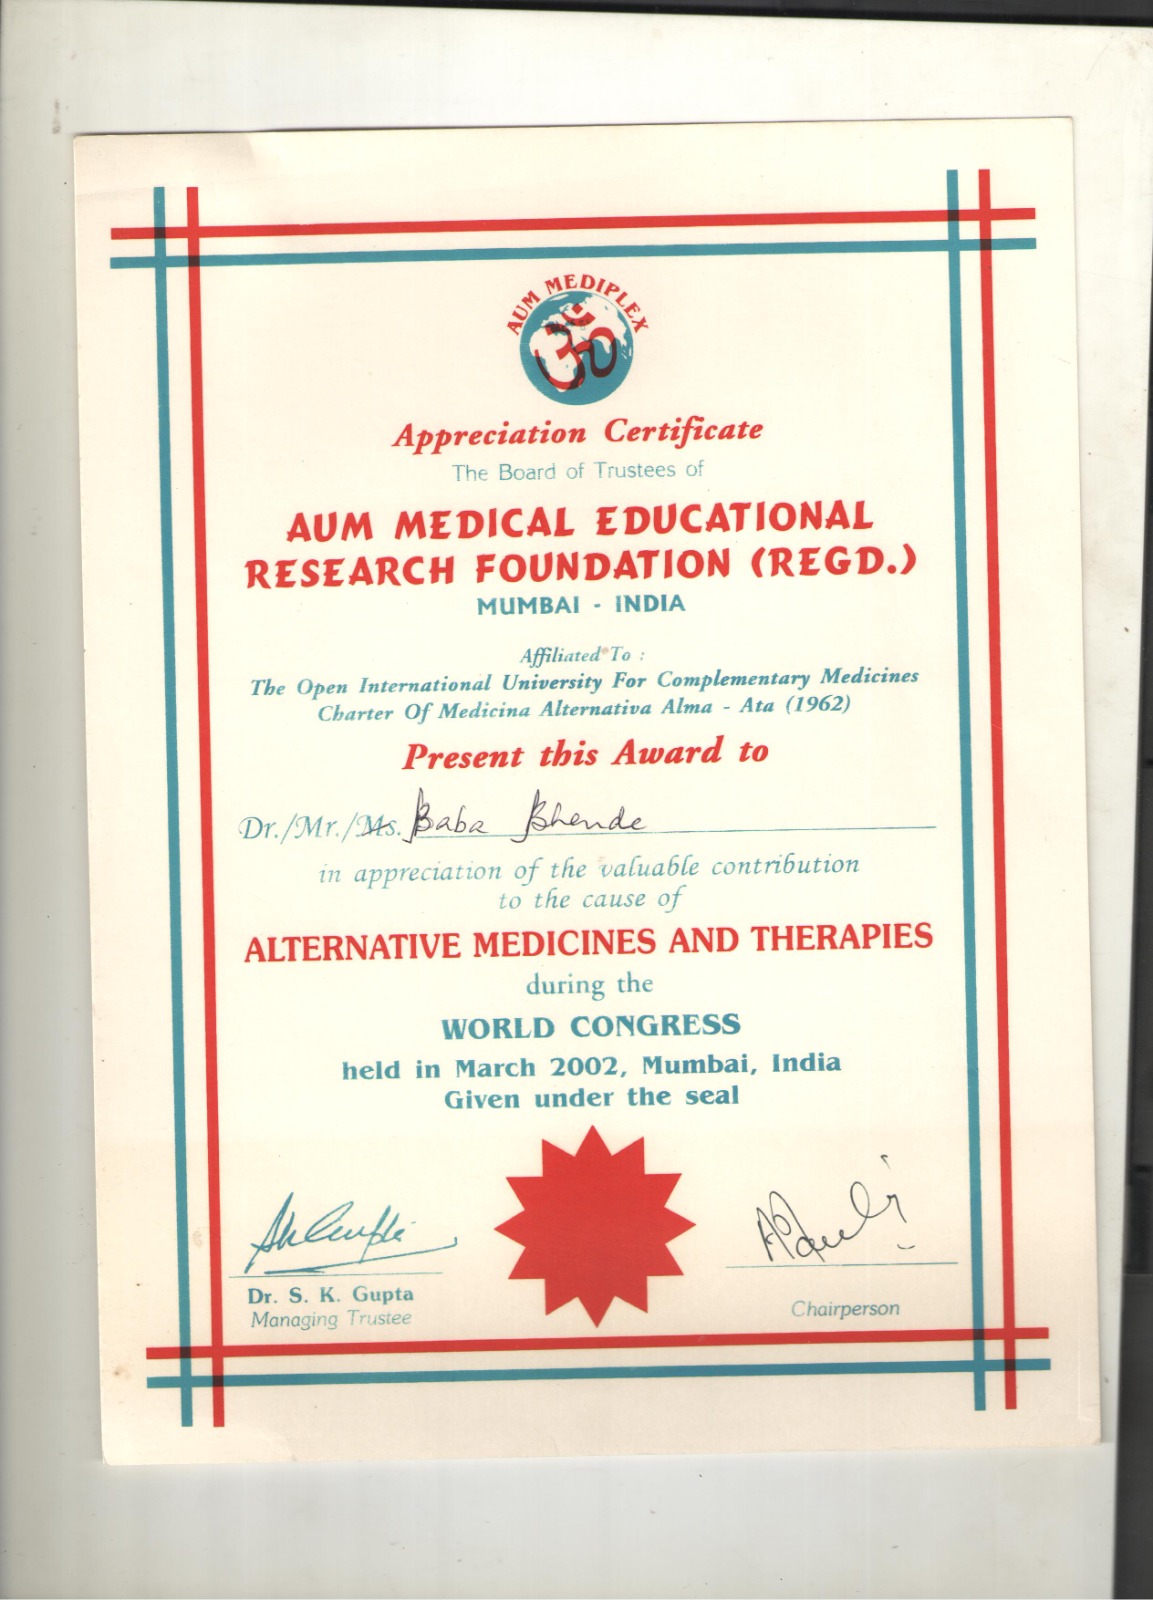 AUM MEDIPLEX
ॐ
Appreciation Certificate
The Board of Trustees of
AUM MEDICAL EDUCATIONAL
RESEARCH FOUNDATION (REGD.)
MUMBAI - INDIA
Affiliated To :
The Open International University For Complementary Medicines
Charter Of Medicina Alternativa Alma - Ata (1962)
Present this Award to
Dr./Mr./Ms. Baba Bhende
in appreciation of the valuable contribution
to the cause of
ALTERNATIVE MEDICINES AND THERAPIES
during the
WORLD CONGRESS
held in March 2002, Mumbai, India
Given under the seal
Dr. S. K. Gupta
Managing Trustee
Chairperson